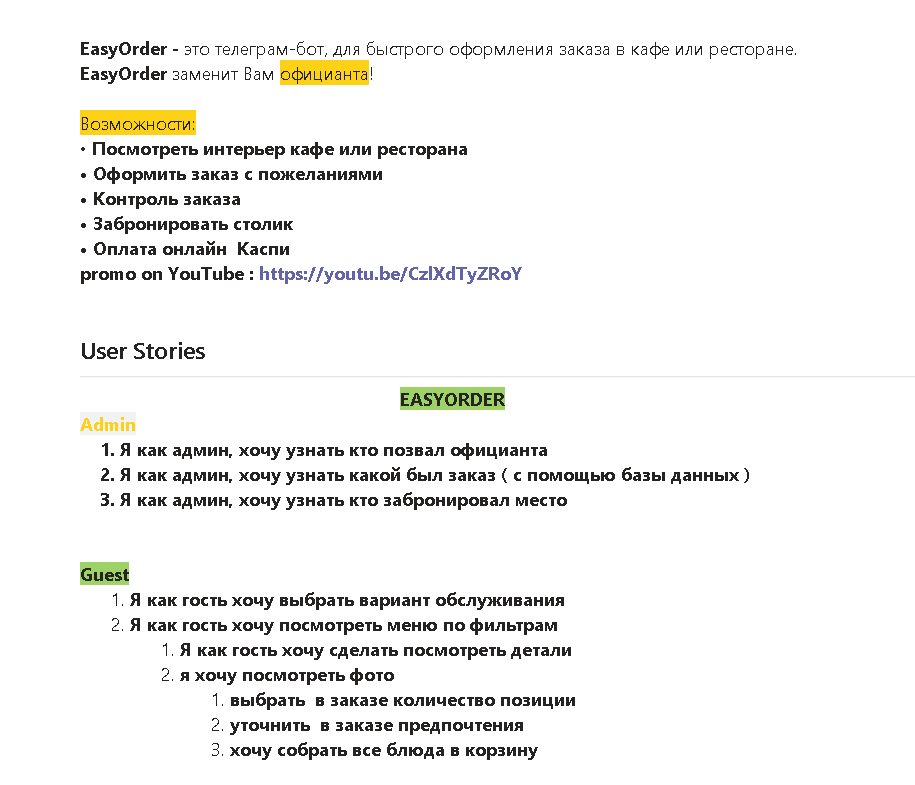 EasyOrder - это телеграм-бот, для быстрого оформления заказа в кафе или ресторане.
EasyOrder заменит Вам официанта!
Возможности:
• Посмотреть интерьер кафе или ресторана
• Оформить заказ с пожеланиями
• Контроль заказа
• Забронировать столик
• Оплата онлайн  Каспи
promo on YouTube : https://youtu.be/CzlXdTyZRoY
User Stories
EASYORDER
Admin
1. Я как админ, хочу узнать кто позвал официанта
2. Я как админ, хочу узнать какой был заказ ( с помощью базы данных )
3. Я как админ, хочу узнать кто забронировал место
Guest
1. Я как гость хочу выбрать вариант обслуживания
2. Я как гость хочу посмотреть меню по фильтрам
1. Я как гость хочу сделать посмотреть детали
2. я хочу посмотреть фото
1. выбрать  в заказе количество позиции
2. уточнить  в заказе предпочтения
3. хочу собрать все блюда в корзину